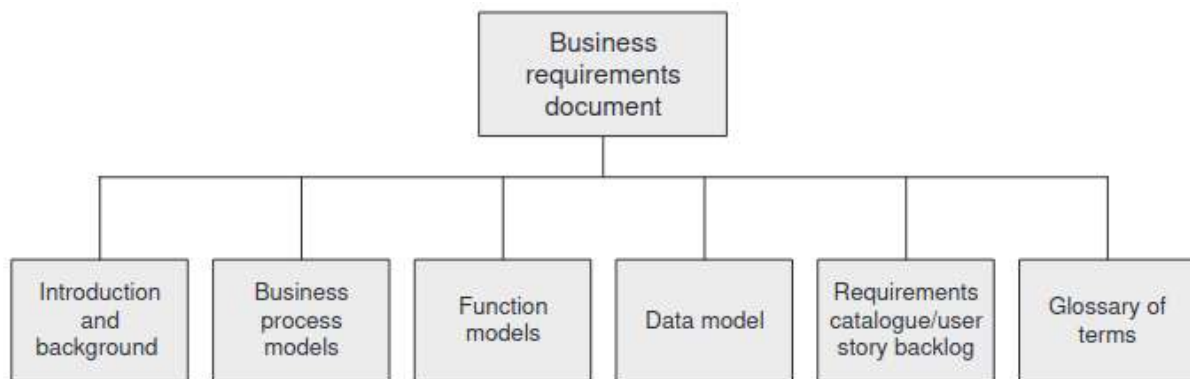 Business
requirements
document
Introduction
and
background
Business
process
models
Function
models
Data model
Requirements
catalogue/user
story backlog
Glossary of
terms